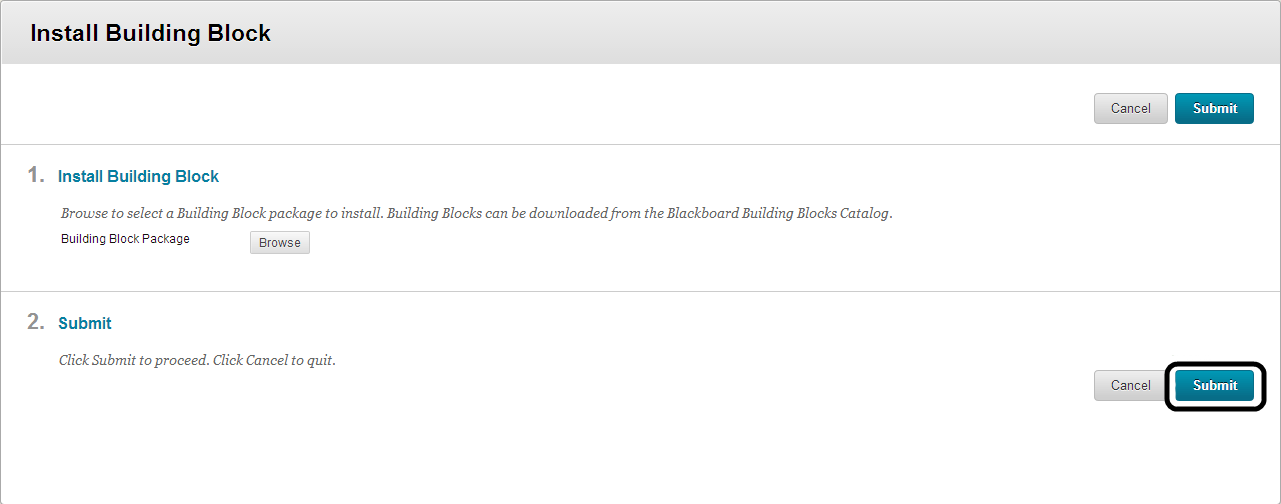 Install Building Block
Cancel Submit
1. Install Building Block
Browse to select a Building Block package to install. Building Blocks can be downloaded from the Blackboard Building Blocks Catalog.
Building Block Package Browse
2. Submit
Click Submit to proceed. Click Cancel to quit.
Cancel Submit